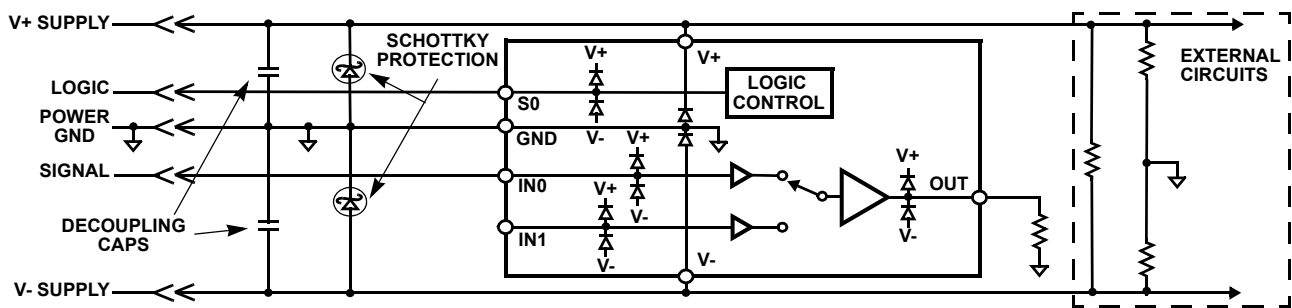 V+ SUPPLY
LOGIC
POWER
GND
SIGNAL
DECOUPLING
CAPS
V- SUPPLY
SCHOTTKY
PROTECTION
V+
V+
S0
LOGIC
CONTROL
V-
GND
V+
IN0
V+
V-
IN1
V-
V+
OUT
V-
V-
EXTERNAL
CIRCUITS